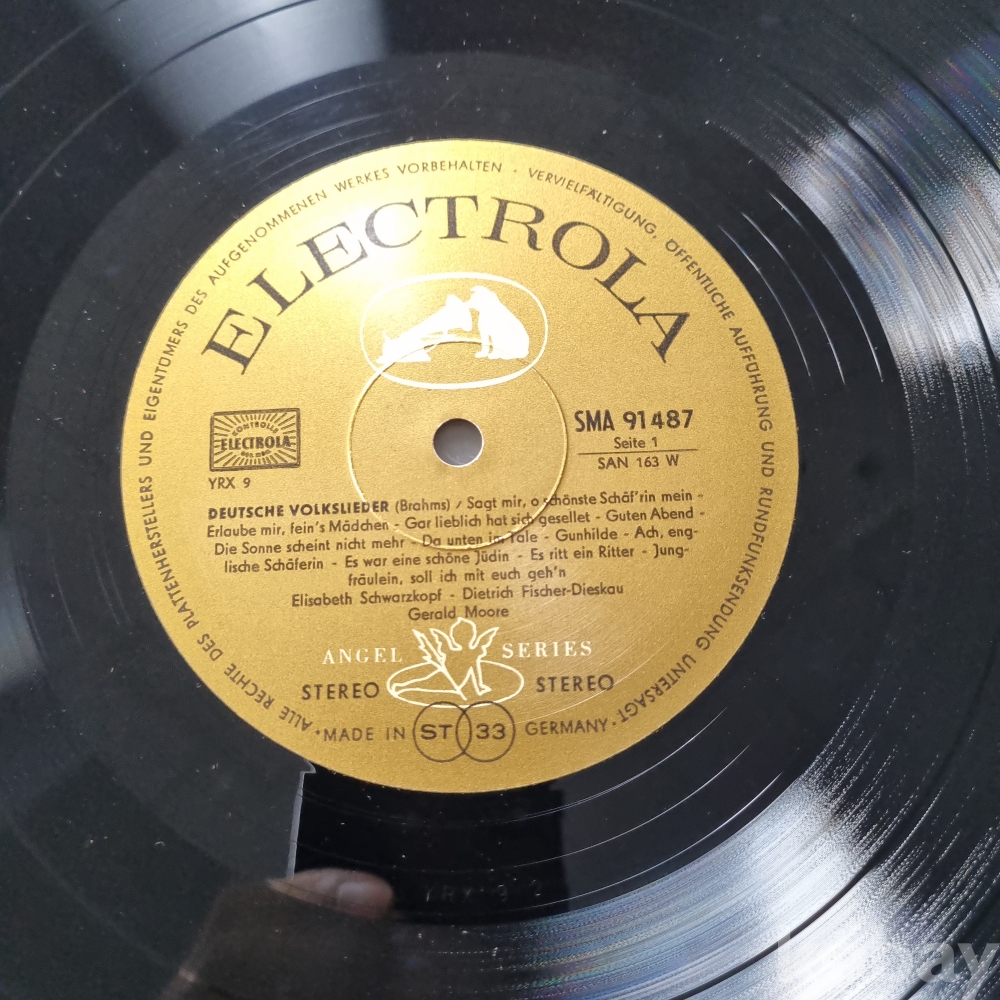 ALLE RECHTE DES PLATTENHERSTELLERS UND EIGENTÜMERS DES AUFGENOMMENEN WERKES VORBEHALTEN · VERVIELFÄLTIGUNG, ÖFFENTLICHE AUFFÜHRUNG UND RUNDFUNKSENDUNG UNTERSAGT ·
ELECTROLA
CONTROLLE
ELECTROLA
YRX 9
SMA 91487
Seite 1
SAN 163 W
DEUTSCHE VOLKSLIEDER (Brahms) / Sagt mir, o schönste Schäf'rin mein -
Erlaube mir, fein's Mädchen - Gar lieblich hat sich gesellet - Guten Abend -
Die Sonne scheint nicht mehr - Da unten im Tale - Gunhilde - Ach, eng-
lische Schäferin - Es war eine schöne Jüdin - Es ritt ein Ritter - Jung-
fräulein, soll ich mit euch geh'n
Elisabeth Schwarzkopf - Dietrich Fischer-Dieskau
Gerald Moore
ANGEL SERIES
STEREO STEREO
· MADE IN ST 33 GERMANY ·
YRX 9 2